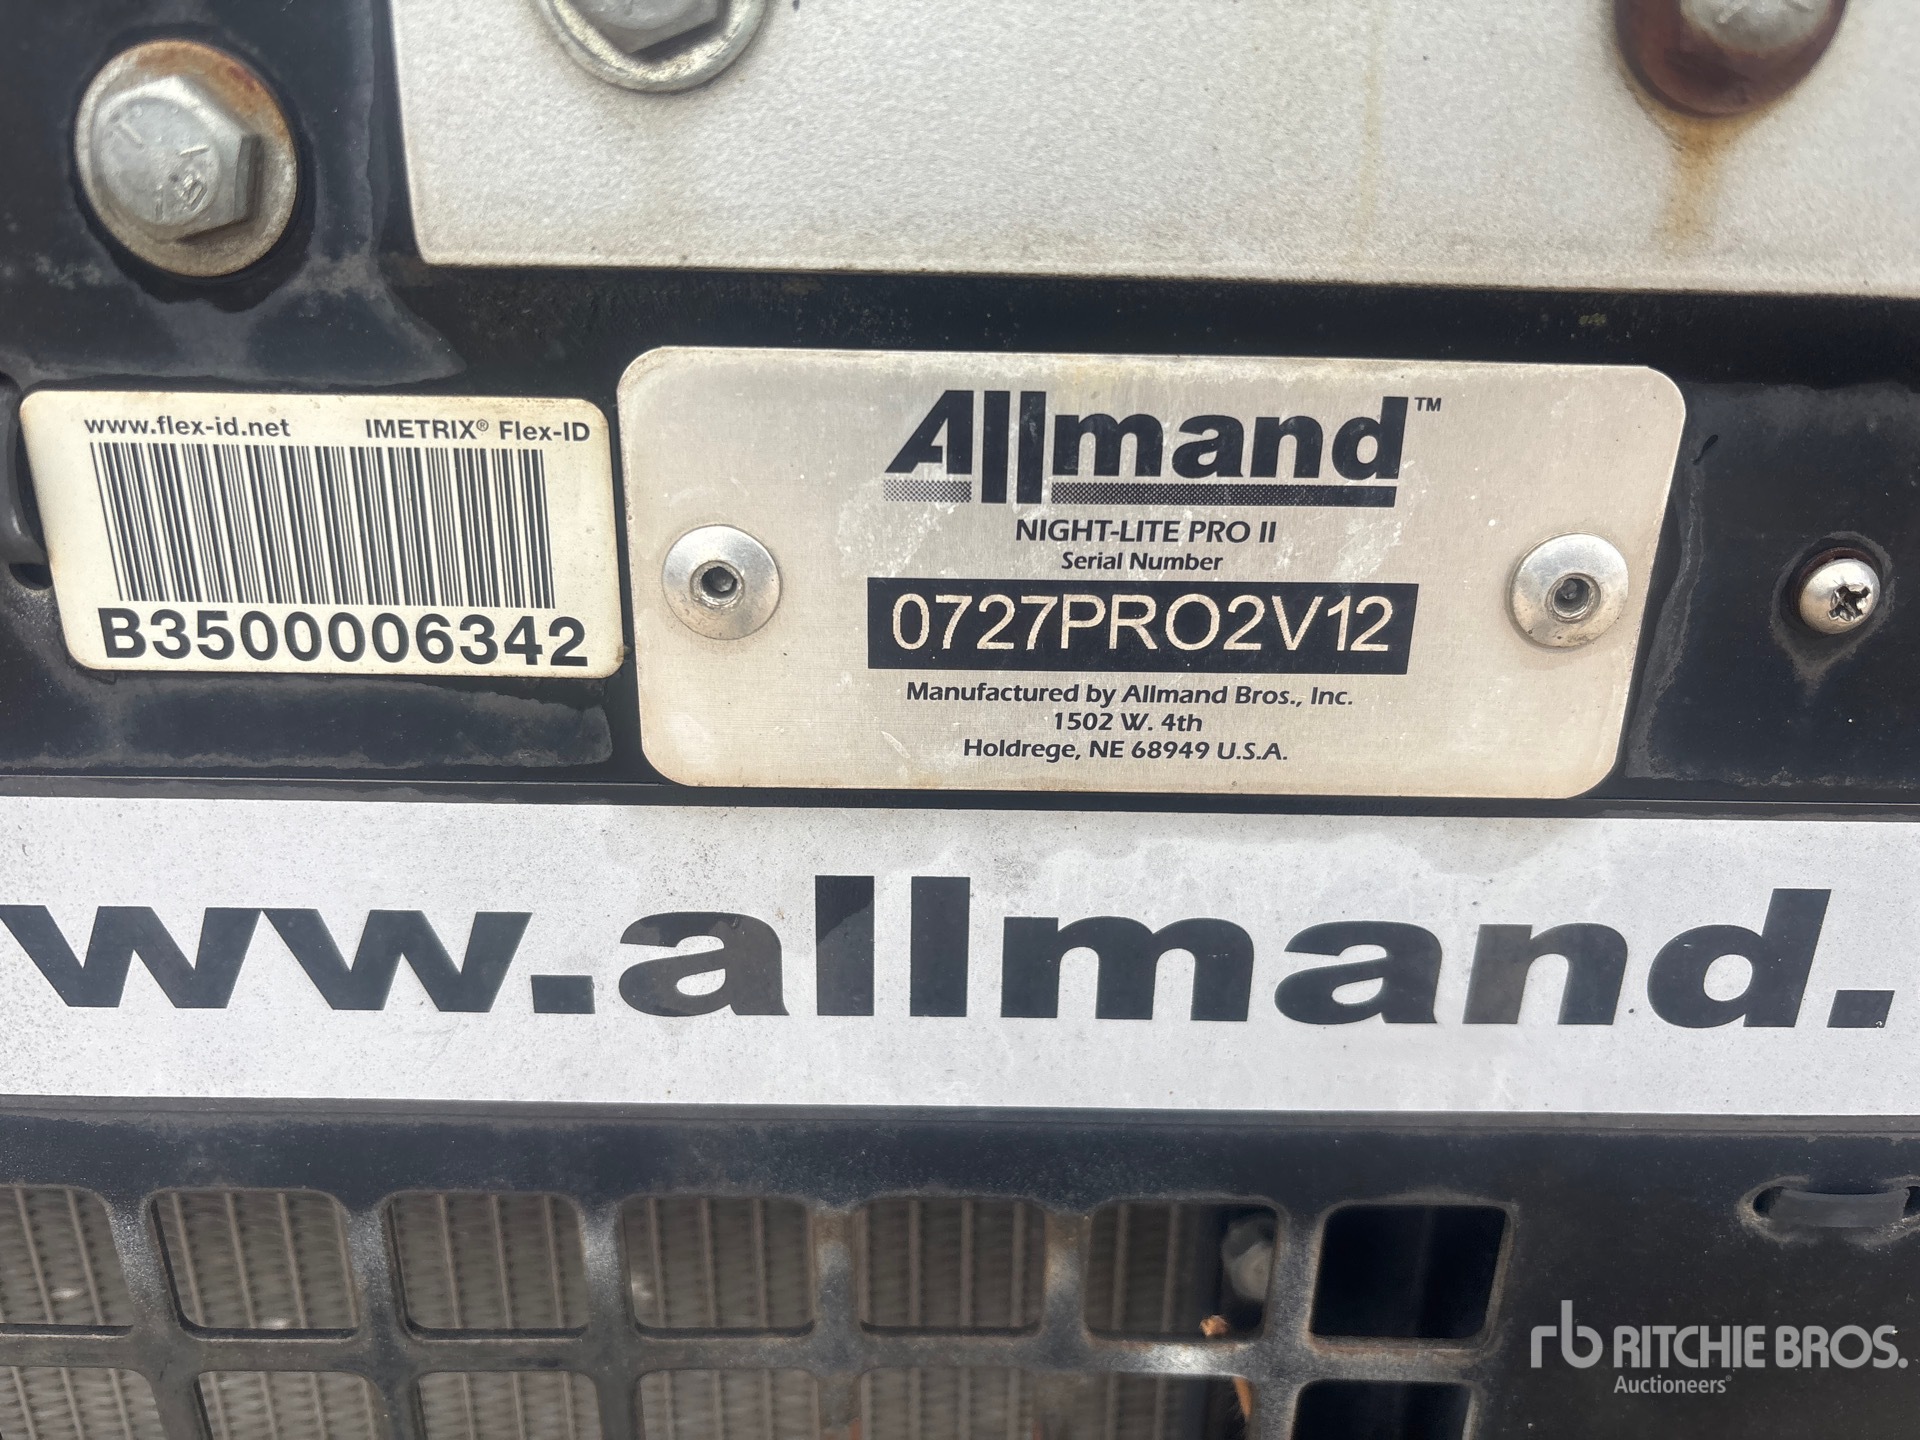 www.flex-id.net IMETRIX® Flex-ID
B3500006342
Allmand™
NIGHT-LITE PRO II
Serial Number
0727PRO2V12
Manufactured by Allmand Bros., Inc.
1502 W. 4th
Holdrege, NE 68949 U.S.A.
ww.allmand.
rb RITCHIE BROS.
Auctioneers